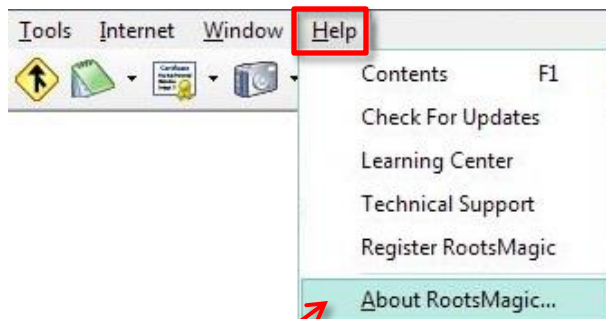 Tools Internet Window Help
Contents F1
Check For Updates
Learning Center
Technical Support
Register RootsMagic
About RootsMagic...